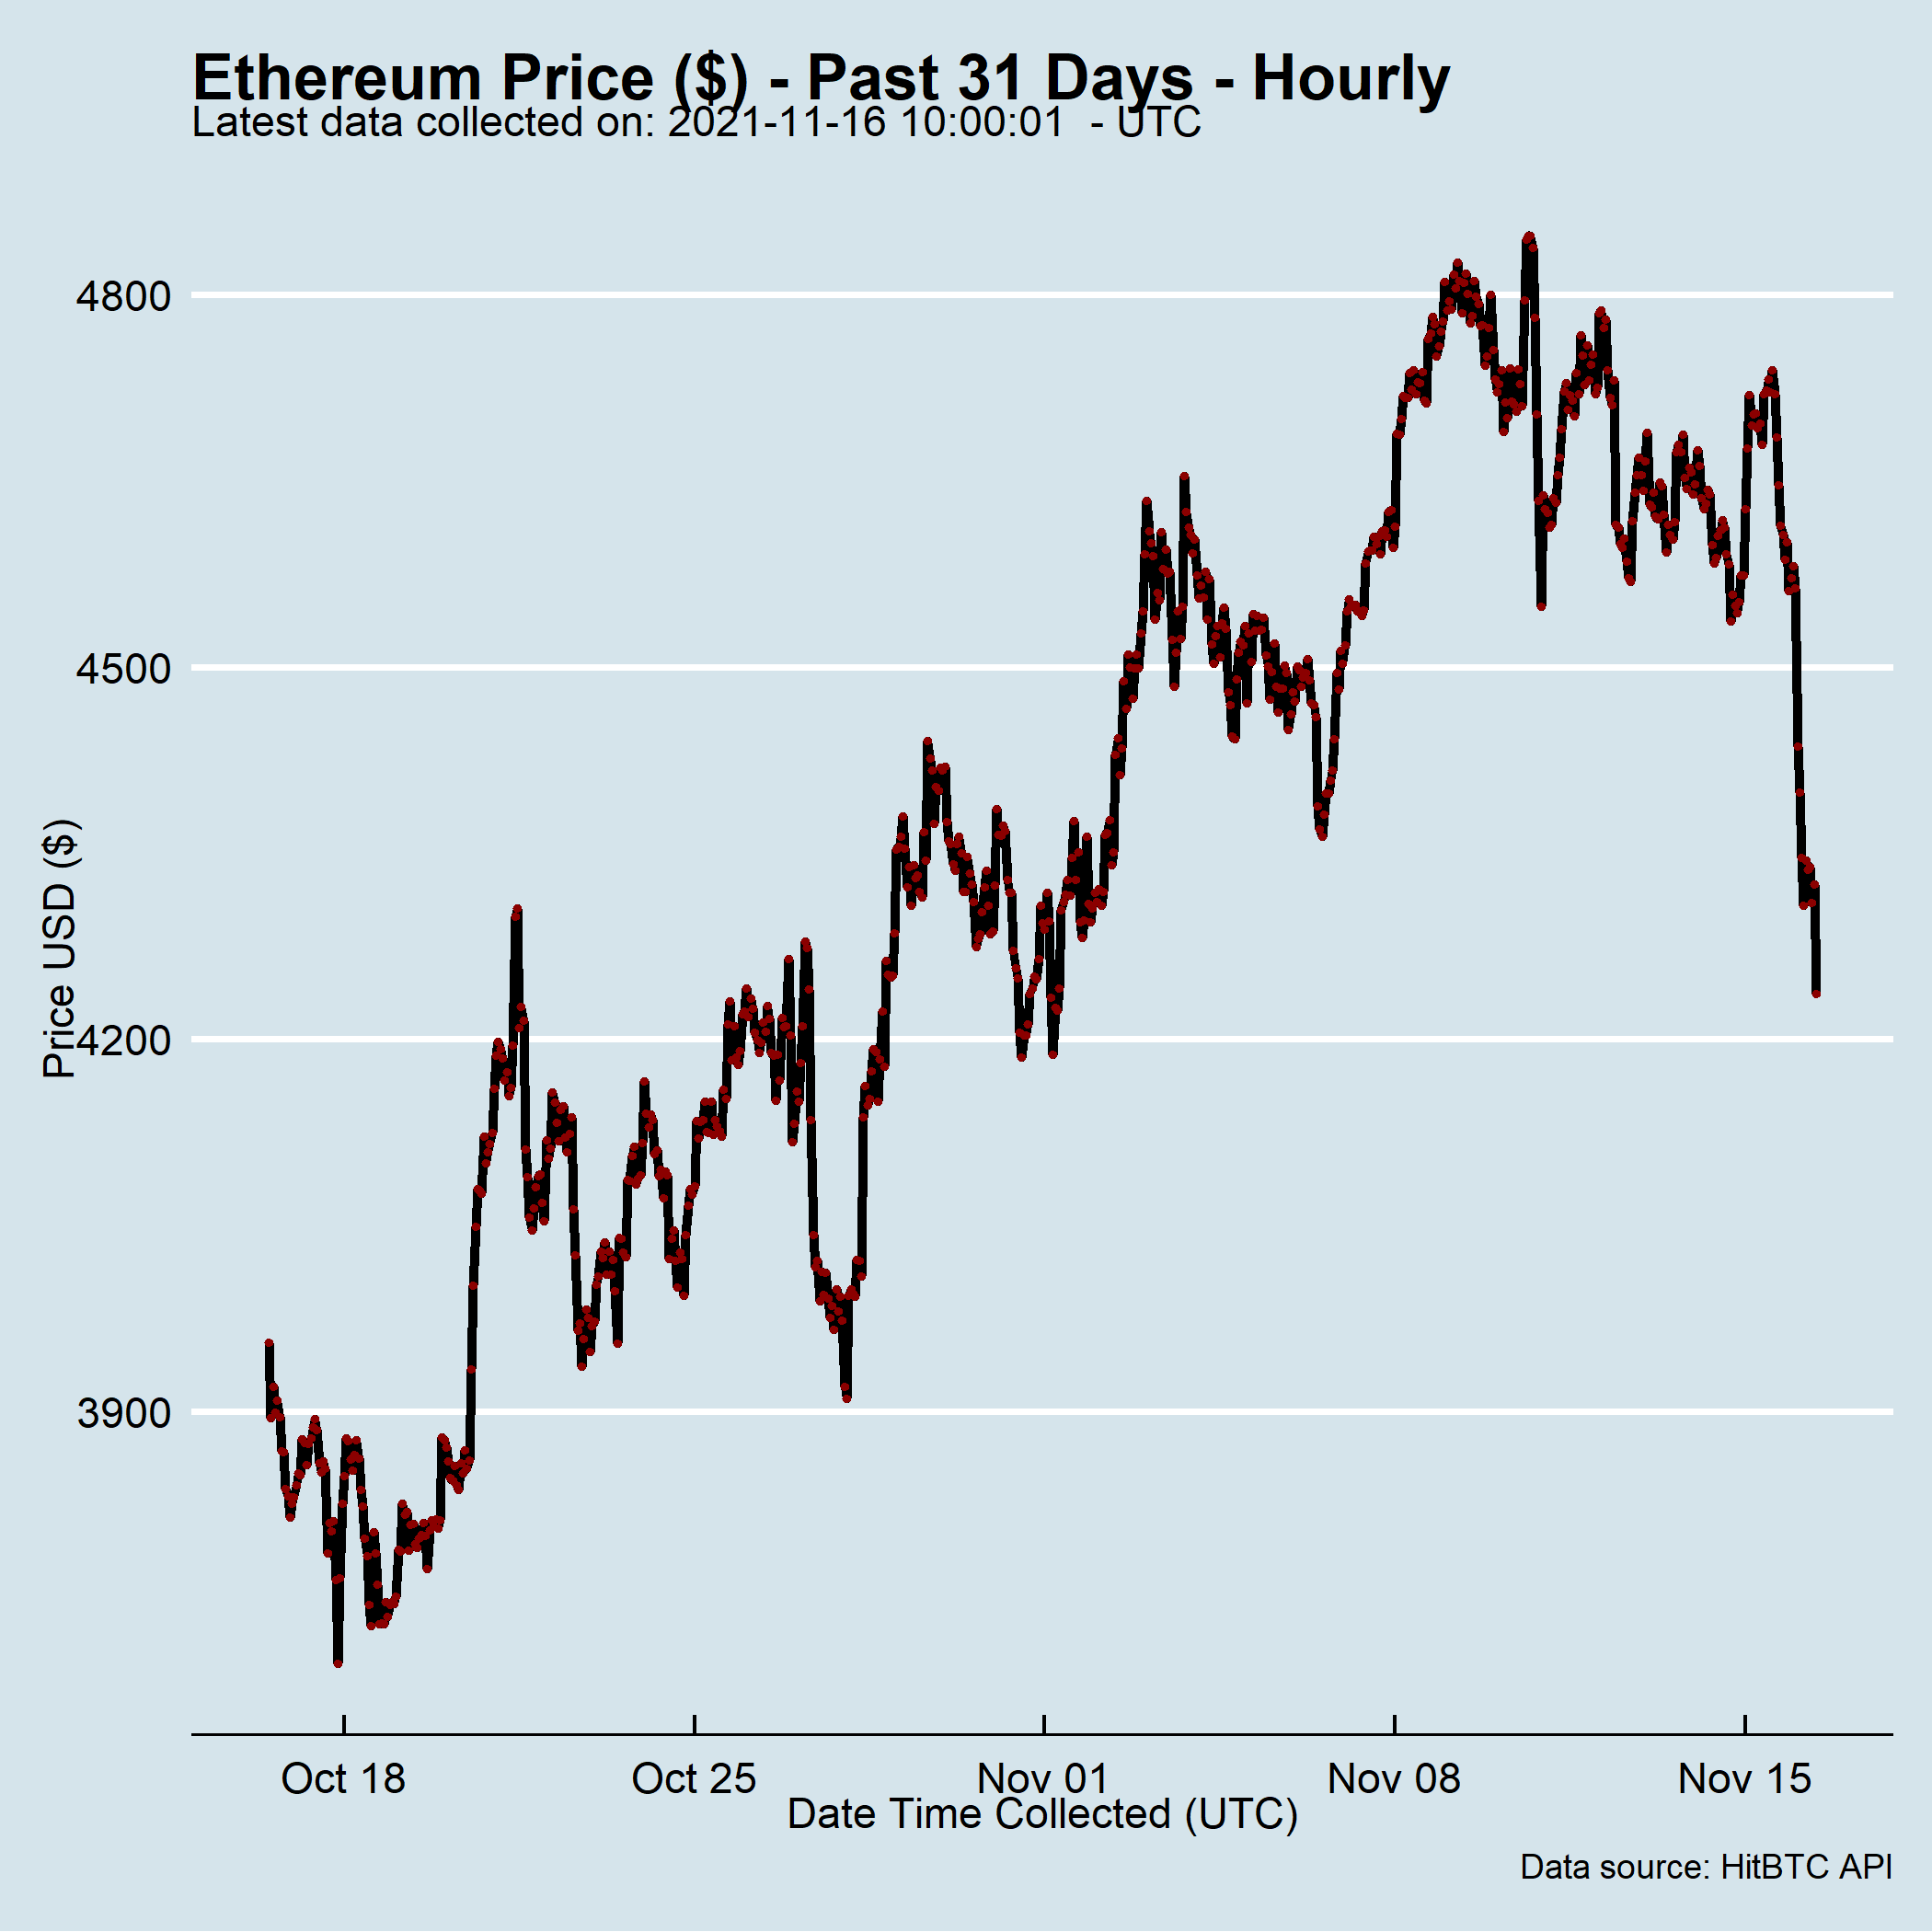 Ethereum Price ($) - Past 31 Days - Hourly
Latest data collected on: 2021-11-16 10:00:01  - UTC
4800
4500
4200
3900
Price USD ($)
Oct 18
Oct 25
Nov 01
Nov 08
Nov 15
Date Time Collected (UTC)
Data source: HitBTC API